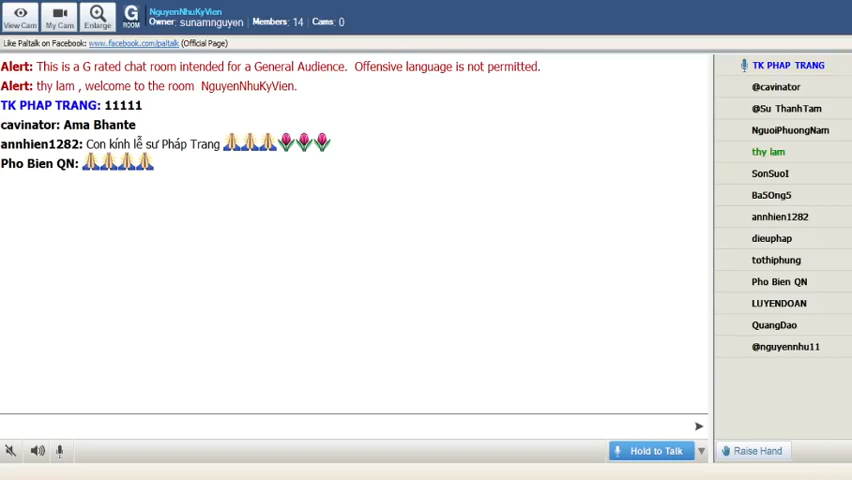 View Cam
My Cam
Enlarge
G
ROOM
NguyenNhuKyVien
Owner: sunamnguyen Members: 14 Cams: 0
Like Paltalk on Facebook: www.facebook.com/paltalk (Official Page)
Alert: This is a G rated chat room intended for a General Audience. Offensive language is not permitted.
Alert: thy lam , welcome to the room NguyenNhuKyVien.
TK PHAP TRANG: 11111
cavinator: Ama Bhante
annhien1282: Con kính lễ sư Pháp Trang
Pho Bien QN:
TK PHAP TRANG
@cavinator
@Su ThanhTam
NguoiPhuongNam
thy lam
SonSuoI
Ba5Ong5
annhien1282
dieuphap
tothiphung
Pho Bien QN
LUYENDOAN
QuangDao
@nguyennhu11
Hold to Talk
Raise Hand